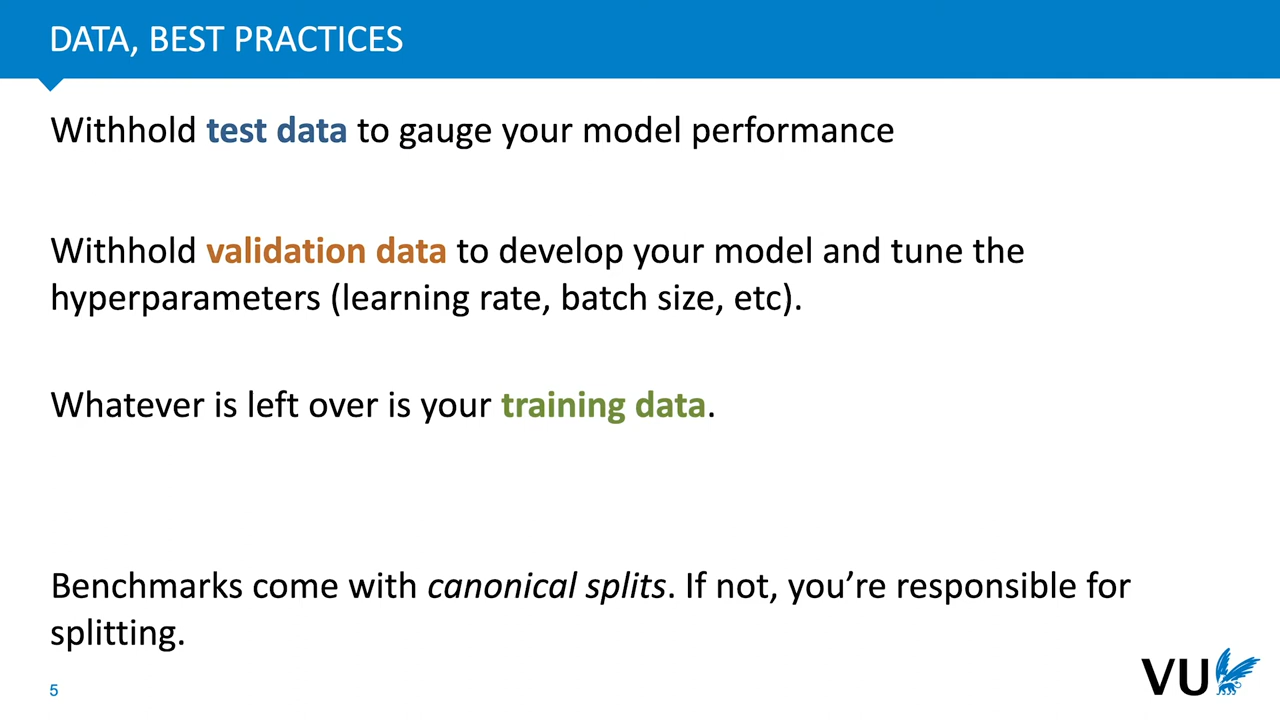 DATA, BEST PRACTICES
Withhold test data to gauge your model performance
Withhold validation data to develop your model and tune the
hyperparameters (learning rate, batch size, etc).
Whatever is left over is your training data.
Benchmarks come with canonical splits. If not, you’re responsible for
splitting.
5
VU